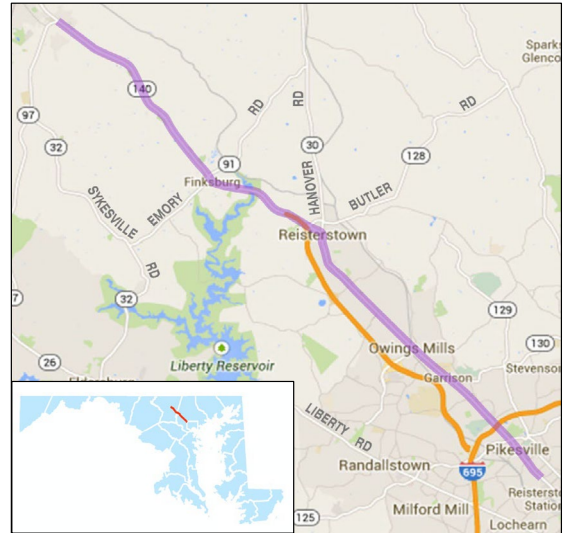 Sparks
Glenco
140
RD
RD
RD
97
32
30
128
91
Finksburg
HANOVER
BUTLER
EMORY
SYKESVILLE
Reisterstown
RD
32
7
129
130
Owings Mills
Stevenson
26
Garrison
Liberty Reservoir
LIBERTY RD
Pikesville
Randallstown
695
Reisterst
Station
Milford Mill
125
Lochearn